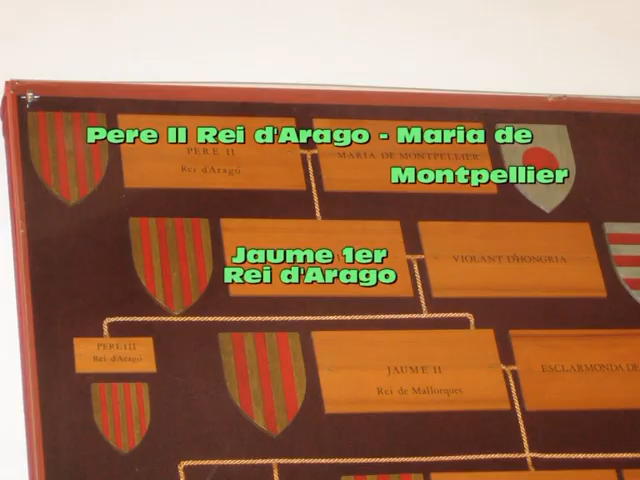 Pere II Rei d'Arago - Maria de
Montpellier
PERE II
Rei d'Aragó
MARIA DE MONTPELLIER
Jaume 1er
Rei d'Arago
VIOLANT D'HONGRIA
PERE III
Rei d'Aragó
JAUME II
Rei de Mallorques
ESCLARMONDA DE